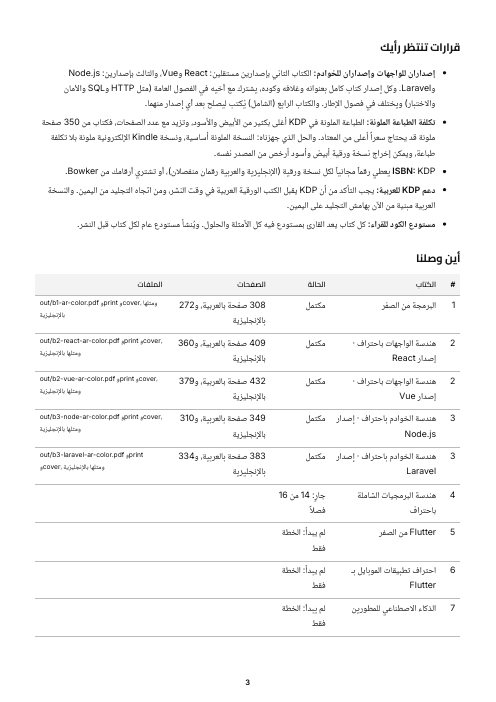 قرارات تنتظر رأيك
• إصداران للواجهات وإصداران للخوادم: الكتاب الثاني بإصدارين مستقلين: React وVue، والثالث بإصدارين: Node.js
وLaravel. وكل إصدار كتاب كامل بعنوانه وغلافه وكوده، يشترك مع أخيه في الفصول العامة (مثل HTTP وSQL والأمان
والاختبار) ويختلف في فصول الإطار. والكتاب الرابع (الشامل) يُكتب ليصلح بعد أي إصدار منهما.
• تكلفة الطباعة الملونة: الطباعة الملونة في KDP أغلى بكثير من الأبيض والأسود، وتزيد مع عدد الصفحات، فكتاب من 350 صفحة
ملونة قد يحتاج سعراً أعلى من المعتاد. والحل الذي جهزناه: النسخة الملونة أساسية، ونسخة Kindle الإلكترونية ملونة بلا تكلفة
طباعة، ويمكن إخراج نسخة ورقية أبيض وأسود أرخص من المصدر نفسه.
• ISBN: KDP يعطي رقماً مجانياً لكل نسخة ورقية (الإنجليزية والعربية رقمان منفصلان)، أو تشتري أرقامك من Bowker.
• دعم KDP للعربية: يجب التأكد من أن KDP يقبل الكتب الورقية العربية في وقت النشر، ومن اتجاه التجليد من اليمين. والنسخة
العربية مبنية من الآن بهامش التجليد على اليمين.
• مستودع الكود للقراء: كل كتاب يعد القارئ بمستودع فيه كل الأمثلة والحلول. ويُنشأ مستودع عام لكل كتاب قبل النشر.
أين وصلنا
# الكتاب الحالة الصفحات الملفات
1 البرمجة من الصفر مكتمل 308 صفحة بالعربية، و272 out/b1-ar-color.pdf وprint وcover، ومثلها
بالإنجليزية بالإنجليزية
2 هندسة الواجهات باحتراف · مكتمل 409 صفحة بالعربية، و360 out/b2-react-ar-color.pdf وprint وcover،
إصدار React بالإنجليزية ومثلها بالإنجليزية
2 هندسة الواجهات باحتراف · مكتمل 432 صفحة بالعربية، و379 out/b2-vue-ar-color.pdf وprint وcover،
إصدار Vue بالإنجليزية ومثلها بالإنجليزية
3 هندسة الخوادم باحتراف · إصدار مكتمل 349 صفحة بالعربية، و310 out/b3-node-ar-color.pdf وprint وcover،
Node.js بالإنجليزية ومثلها بالإنجليزية
3 هندسة الخوادم باحتراف · إصدار مكتمل 383 صفحة بالعربية، و334 out/b3-laravel-ar-color.pdf وprint
Laravel بالإنجليزية وcover، ومثلها بالإنجليزية
4 هندسة البرمجيات الشاملة جارٍ: 14 من 16
باحتراف فصلاً
5 Flutter من الصفر لم يبدأ: الخطة
فقط
6 احتراف تطبيقات الموبايل بـ لم يبدأ: الخطة
Flutter فقط
7 الذكاء الاصطناعي للمطورين لم يبدأ: الخطة
فقط
3